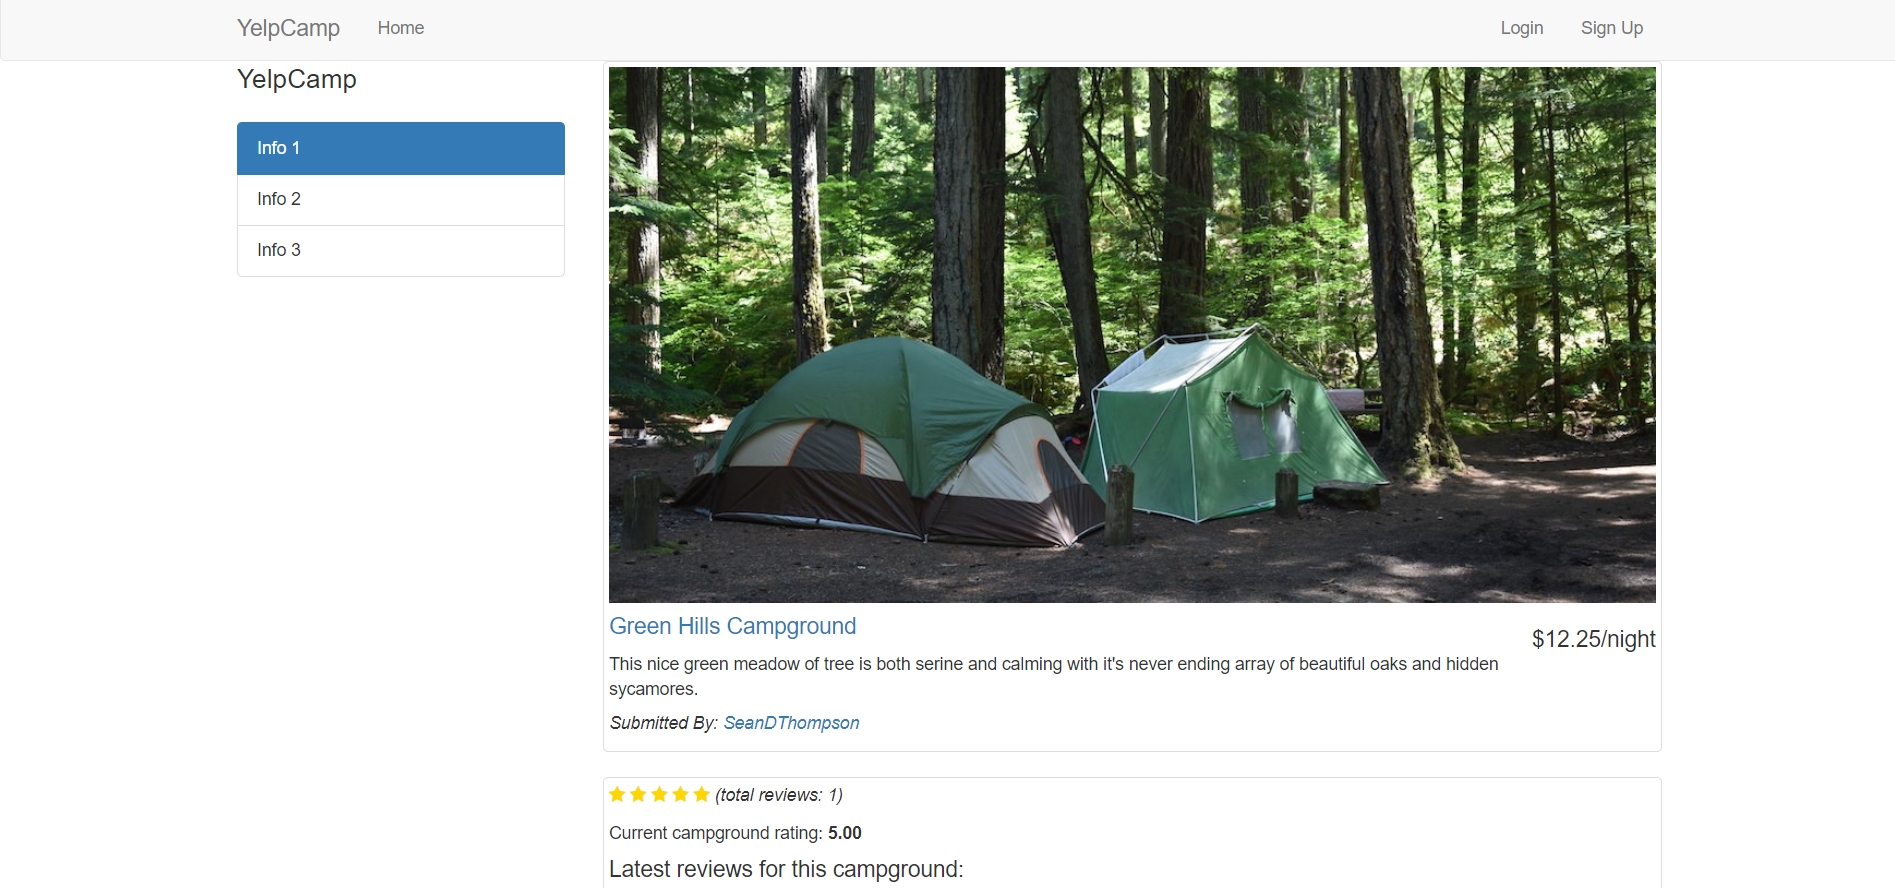 YelpCamp Home Login Sign Up
YelpCamp
Info 1
Info 2
Info 3
Green Hills Campground
$12.25/night
This nice green meadow of tree is both serine and calming with it's never ending array of beautiful oaks and hidden
sycamores.
Submitted By: SeanDThompson
(total reviews: 1)
Current campground rating: 5.00
Latest reviews for this campground: